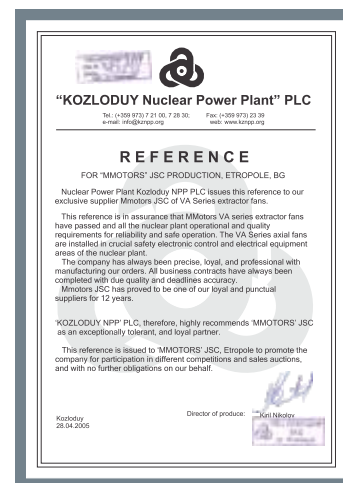 “KOZLODUY Nuclear Power Plant” PLC
Tel.: (+359 973) 7 21 00, 7 28 30; Fax: (+359 973) 23 39
e-mail: info@kznpp.org web: www.kznpp.org
REFERENCE
FOR “MMOTORS” JSC PRODUCTION, ETROPOLE, BG
Nuclear Power Plant Kozloduy NPP PLC issues this reference to our
exclusive supplier Mmotors JSC of VA Series extractor fans.
This reference is in assurance that MMotors VA series extractor fans
have passed and all the nuclear plant operational and quality
requirements for reliability and safe operation. The VA Series axial fans
are installed in crucial safety electronic control and electrical equipment
areas of the nuclear plant.
The company has always been precise, loyal, and professional with
manufacturing our orders. All business contracts have always been
completed with due quality and deadlines accuracy.
Mmotors JSC has proved to be one of our loyal and punctual
suppliers for 12 years.
'KOZLODUY NPP' PLC, therefore, highly recommends 'MMOTORS' JSC
as an exceptionally tolerant, and loyal partner.
This reference is issued to 'MMOTORS' JSC, Etropole to promote the
company for participation in different competitions and sales auctions,
and with no further obligations on our behalf.
Kozloduy
28.04.2005
Director of produce: Kiril Nikolov